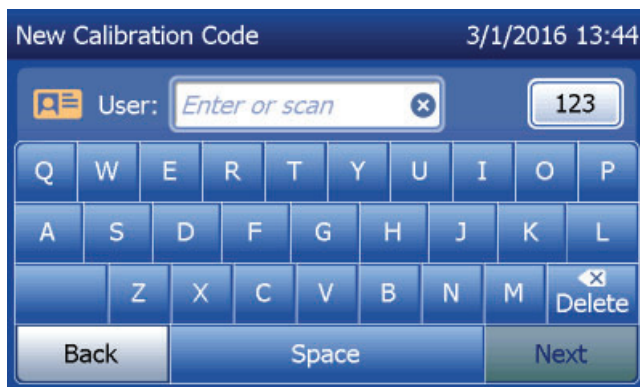 New Calibration Code 3/1/2016 13:44
User: Enter or scan 123
Q W E R T Y U I O P
A S D F G H J K L
Z X C V B N M Delete
Back Space Next